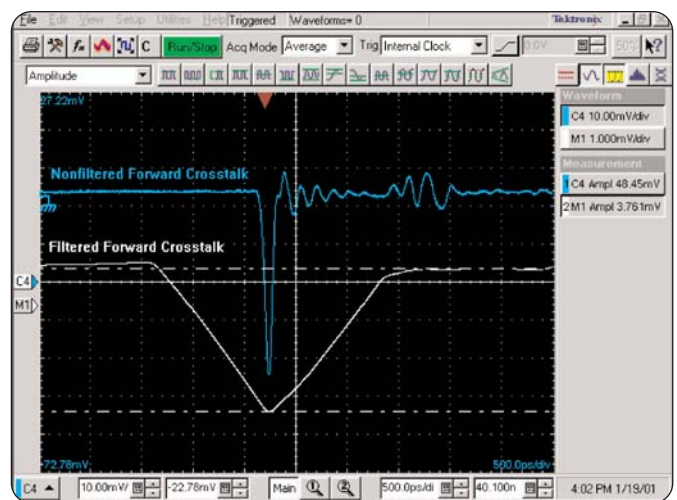 File Edit View Setup Utilities Help Triggered Waveforms= 0 Tektronix
C Run/Stop Acq Mode Average Trig Internal Clock 0.0V 50%
Amplitude
27.22mV
Waveform
C4 10.00mV/div
M1 1.000mV/div
Measurement
1 C4 Ampl 48.45mV
2 M1 Ampl 3.761mV
Nonfiltered Forward Crosstalk
Filtered Forward Crosstalk
C4
M1
-72.78mV 500.0ps/div
C4 10.00mV/ -22.78mV Main 500.0ps/di 40.100n 4:02 PM 1/19/01